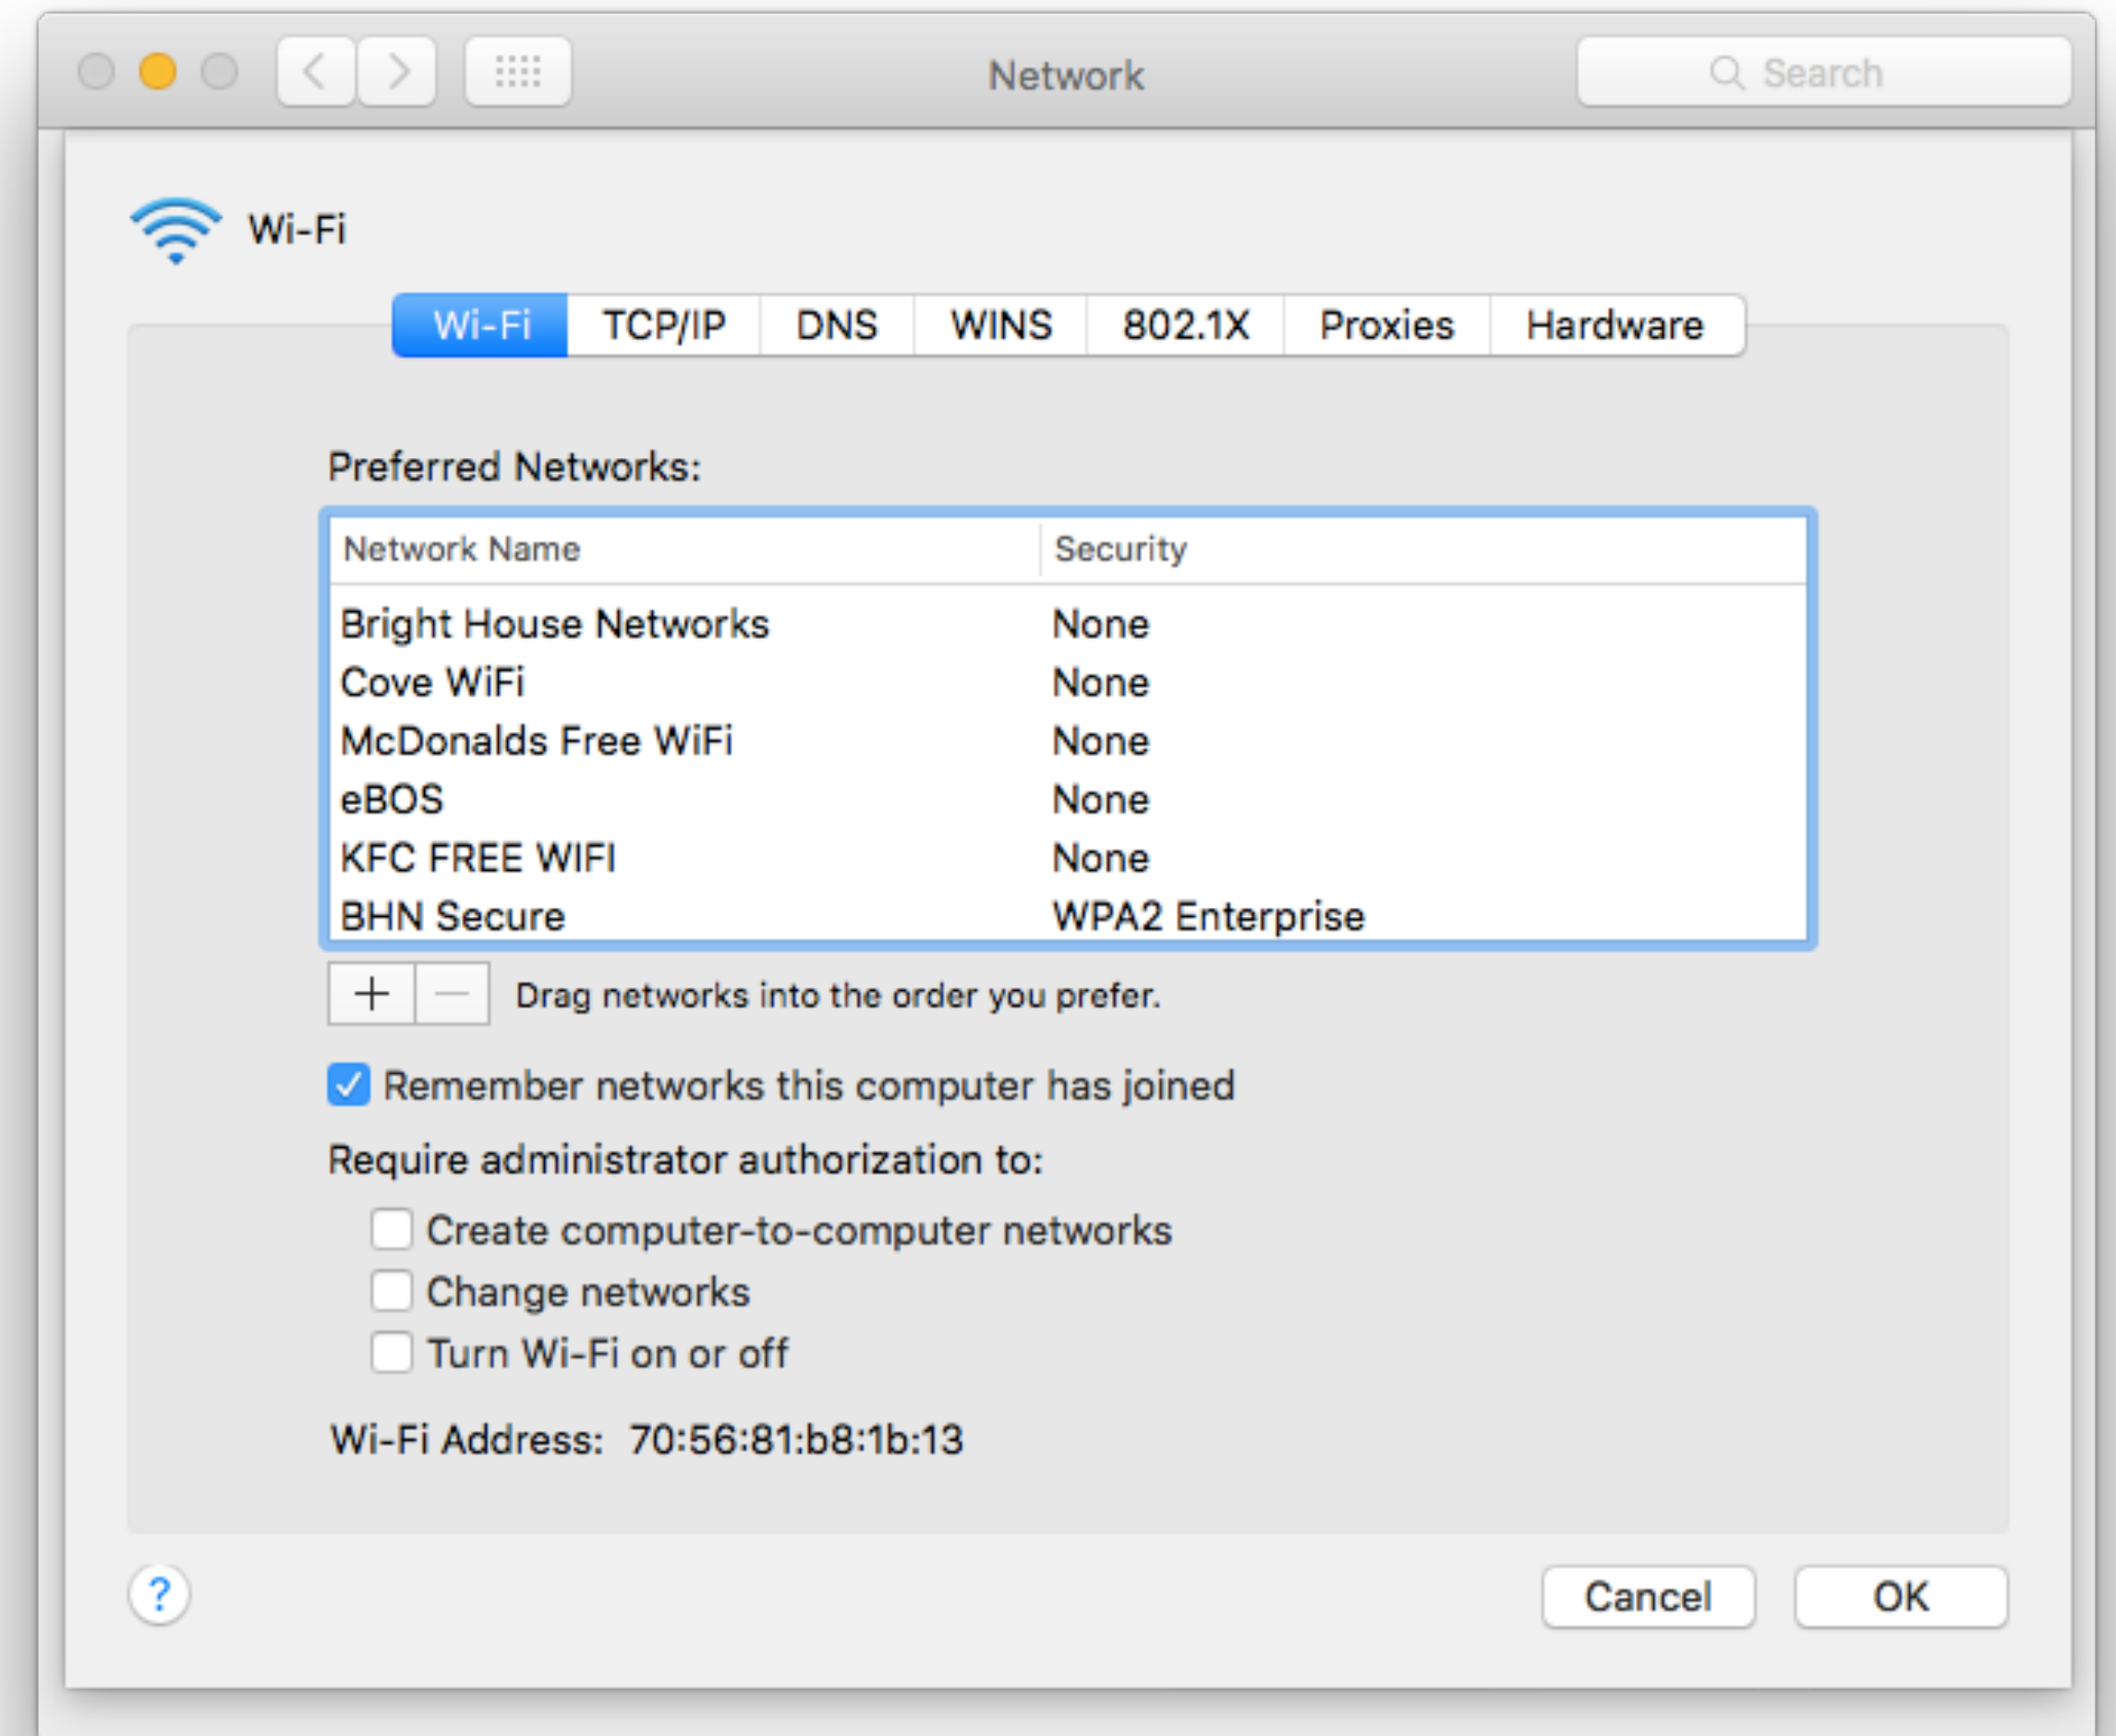 Network
Search
Wi-Fi
Wi-Fi TCP/IP DNS WINS 802.1X Proxies Hardware
Preferred Networks:
Network Name Security
Bright House Networks None
Cove WiFi None
McDonalds Free WiFi None
eBOS None
KFC FREE WIFI None
BHN Secure WPA2 Enterprise
+ − Drag networks into the order you prefer.
Remember networks this computer has joined
Require administrator authorization to:
Create computer-to-computer networks
Change networks
Turn Wi-Fi on or off
Wi-Fi Address: 70:56:81:b8:1b:13
? Cancel OK